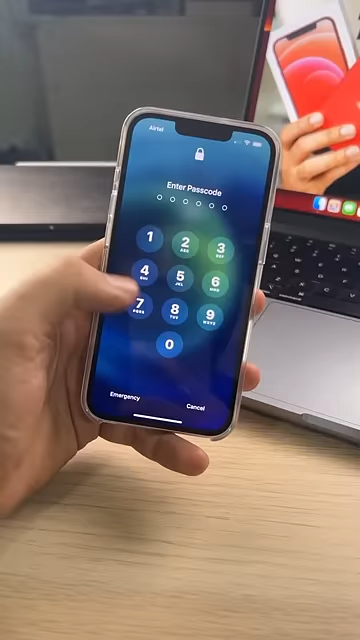 Airtel
Enter Passcode
1
2
ABC
3
DEF
4
GHI
5
JKL
6
MNO
7
PQRS
8
TUV
9
WXYZ
0
Emergency
Cancel